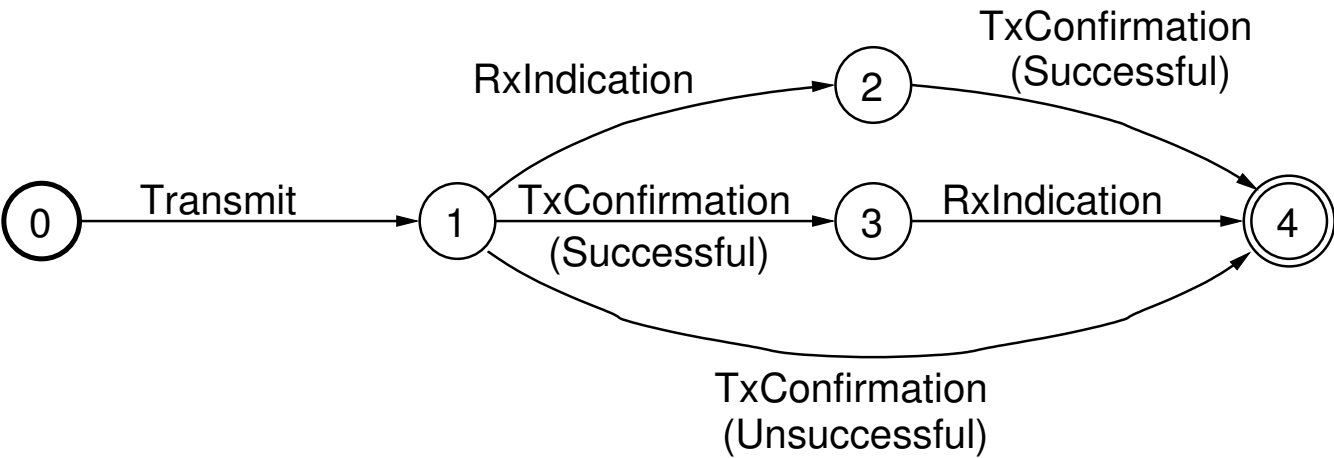 TxConfirmation
(Successful)
RxIndication
2
0
Transmit
1
TxConfirmation
(Successful)
3
RxIndication
4
TxConfirmation
(Unsuccessful)